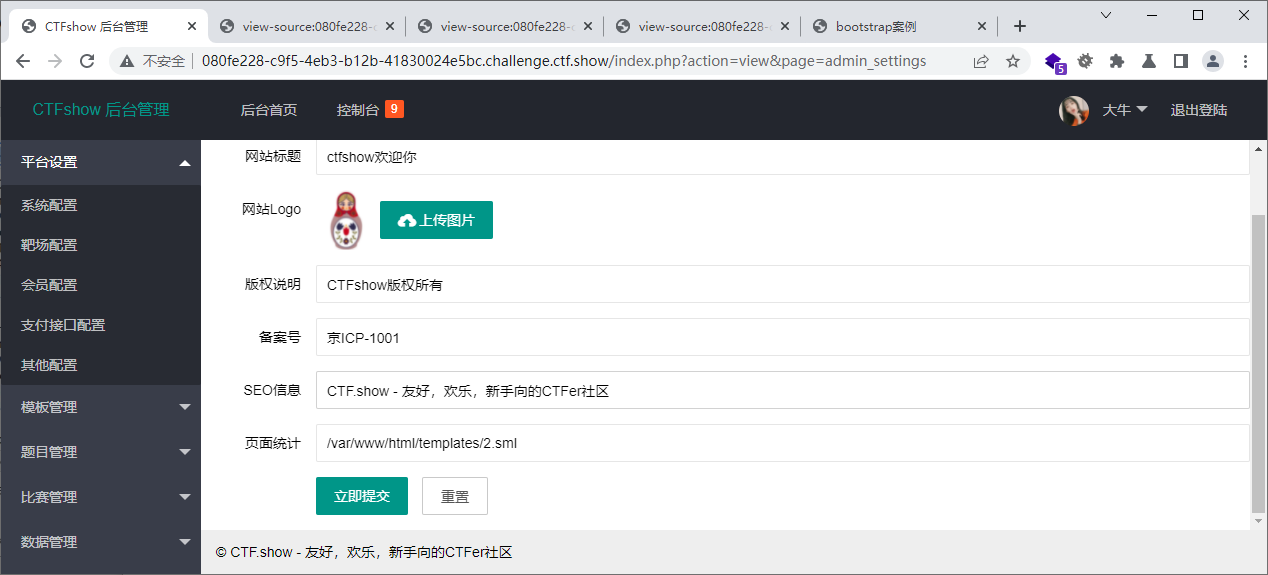 CTFshow 后台管理
view-source:080fe228-
view-source:080fe228-
view-source:080fe228-
bootstrap案例
不安全
080fe228-c9f5-4eb3-b12b-41830024e5bc.challenge.ctf.show/index.php?action=view&page=admin_settings
5
CTFshow 后台管理
后台首页
控制台 9
大牛
退出登陆
平台设置
系统配置
靶场配置
会员配置
支付接口配置
其他配置
模板管理
题目管理
比赛管理
数据管理
网站标题 ctfshow欢迎你
网站Logo 上传图片
版权说明 CTFshow版权所有
备案号 京ICP-1001
SEO信息 CTF.show - 友好，欢乐，新手向的CTFer社区
页面统计 /var/www/html/templates/2.sml
立即提交 重置
© CTF.show - 友好，欢乐，新手向的CTFer社区